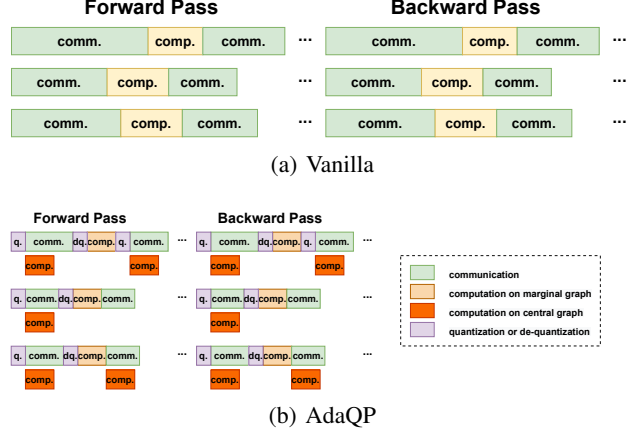 Forward Pass Backward Pass
comm. comp. comm. ... comm. comp. comm. ...
comm. comp. comm. ... comm. comp. comm. ...
comm. comp. comm. ... comm. comp. comm. ...
(a) Vanilla
Forward Pass Backward Pass
q. comm. dq. comp. q. comm. ... q. comm. dq. comp. q. comm. ...
comp. comp. comp. comp.
q. comm. dq. comp. comm. ... q. comm. dq. comp. comm. ...
comp. comp.
q. comm. dq. comp. comm. ... q. comm. dq. comp. comm. ...
comp. comp. comp. comp.
communication
computation on marginal graph
computation on central graph
quantization or de-quantization
(b) AdaQP